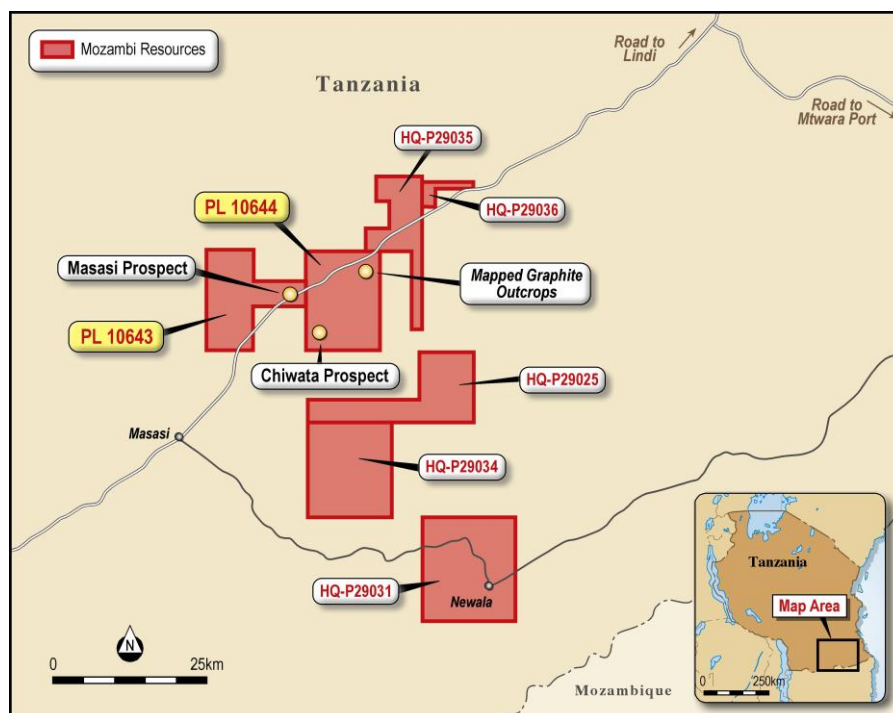 Mozambi Resources
Tanzania
Road to
Lindi
Road to
Mtwara Port
HQ-P29035
PL 10644
HQ-P29036
Masasi Prospect
Mapped Graphite
Outcrops
PL 10643
Chiwata Prospect
HQ-P29025
Masasi
HQ-P29034
HQ-P29031
Newala
N
0 25km
Mozambique
Tanzania
Map Area
0 250km